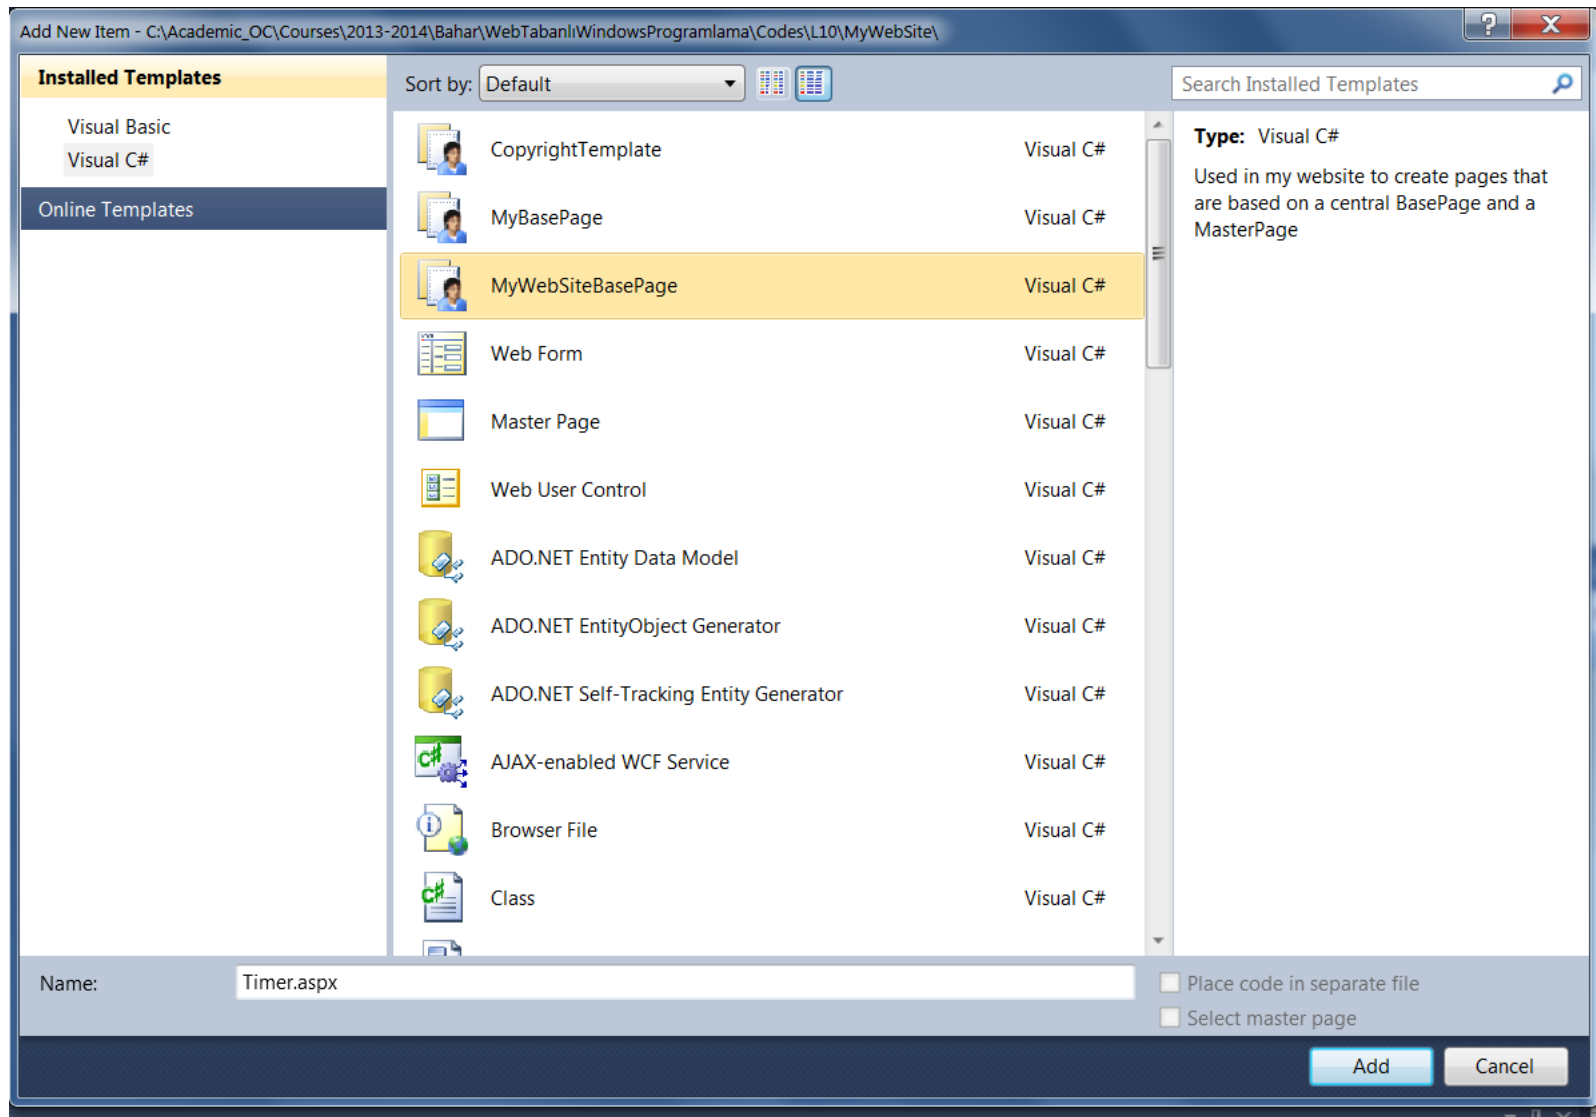 Add New Item - C:\Academic_OC\Courses\2013-2014\Bahar\WebTabanlıWindowsProgramlama\Codes\L10\MyWebSite\
Installed Templates
Visual Basic
Visual C#
Online Templates
Sort by: Default
Search Installed Templates
CopyrightTemplate Visual C#
MyBasePage Visual C#
MyWebSiteBasePage Visual C#
Web Form Visual C#
Master Page Visual C#
Web User Control Visual C#
ADO.NET Entity Data Model Visual C#
ADO.NET EntityObject Generator Visual C#
ADO.NET Self-Tracking Entity Generator Visual C#
AJAX-enabled WCF Service Visual C#
Browser File Visual C#
Class Visual C#
Type: Visual C#
Used in my website to create pages that
are based on a central BasePage and a
MasterPage
Name: Timer.aspx
Place code in separate file
Select master page
Add Cancel